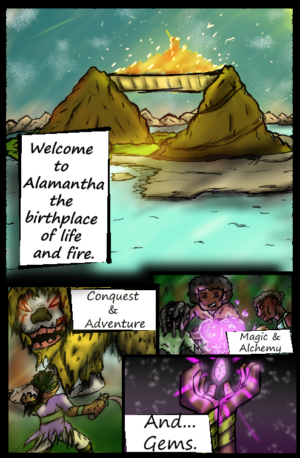 Welcome
to
Alamantha
the
birthplace
of life
and fire.
Conquest
&
Adventure
Magic &
Alchemy
And...
Gems.